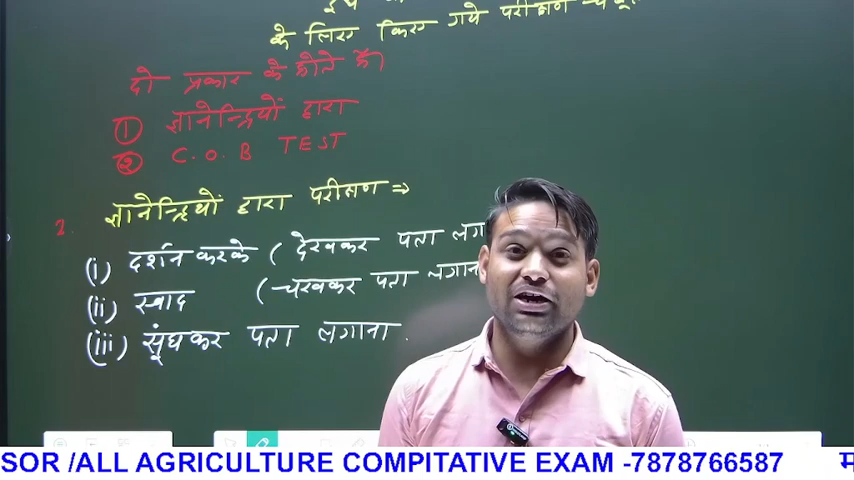 के लिए किए गये परीक्षण
दो प्रकार के होते हैं।
① ज्ञानेन्द्रियों द्वारा
② C.O.B TEST
1. ज्ञानेन्द्रियों द्वारा परीक्षण ⇒
(i) दर्शन करके (देखकर पता लग
(ii) स्वाद (चखकर पता लगान
(iii) सूंघकर पता लगाना.
SOR /ALL AGRICULTURE COMPITATIVE EXAM -7878766587 म